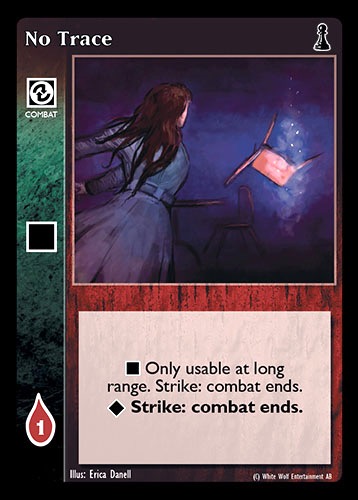 No Trace
COMBAT
Only usable at long
range. Strike: combat ends.
Strike: combat ends.
1
Illus: Erica Danell
(C) White Wolf Entertainment AB